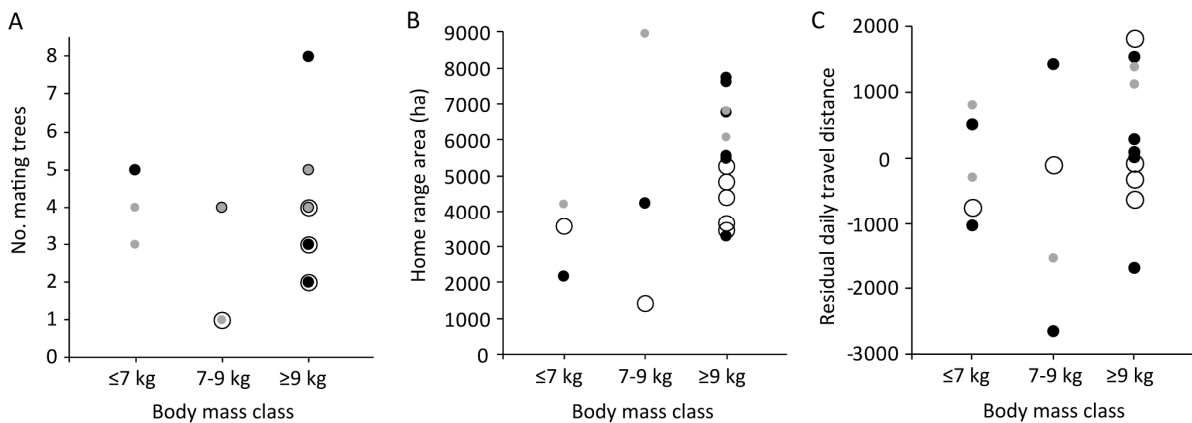 A
No. mating trees
8
7
6
5
4
3
2
1
0
≤7 kg 7-9 kg ≥9 kg
Body mass class
B
Home range area (ha)
9000
8000
7000
6000
5000
4000
3000
2000
1000
0
≤7 kg 7-9 kg ≥9 kg
Body mass class
C
Residual daily travel distance
2000
1000
0
-1000
-2000
-3000
≤7 kg 7-9 kg ≥9 kg
Body mass class